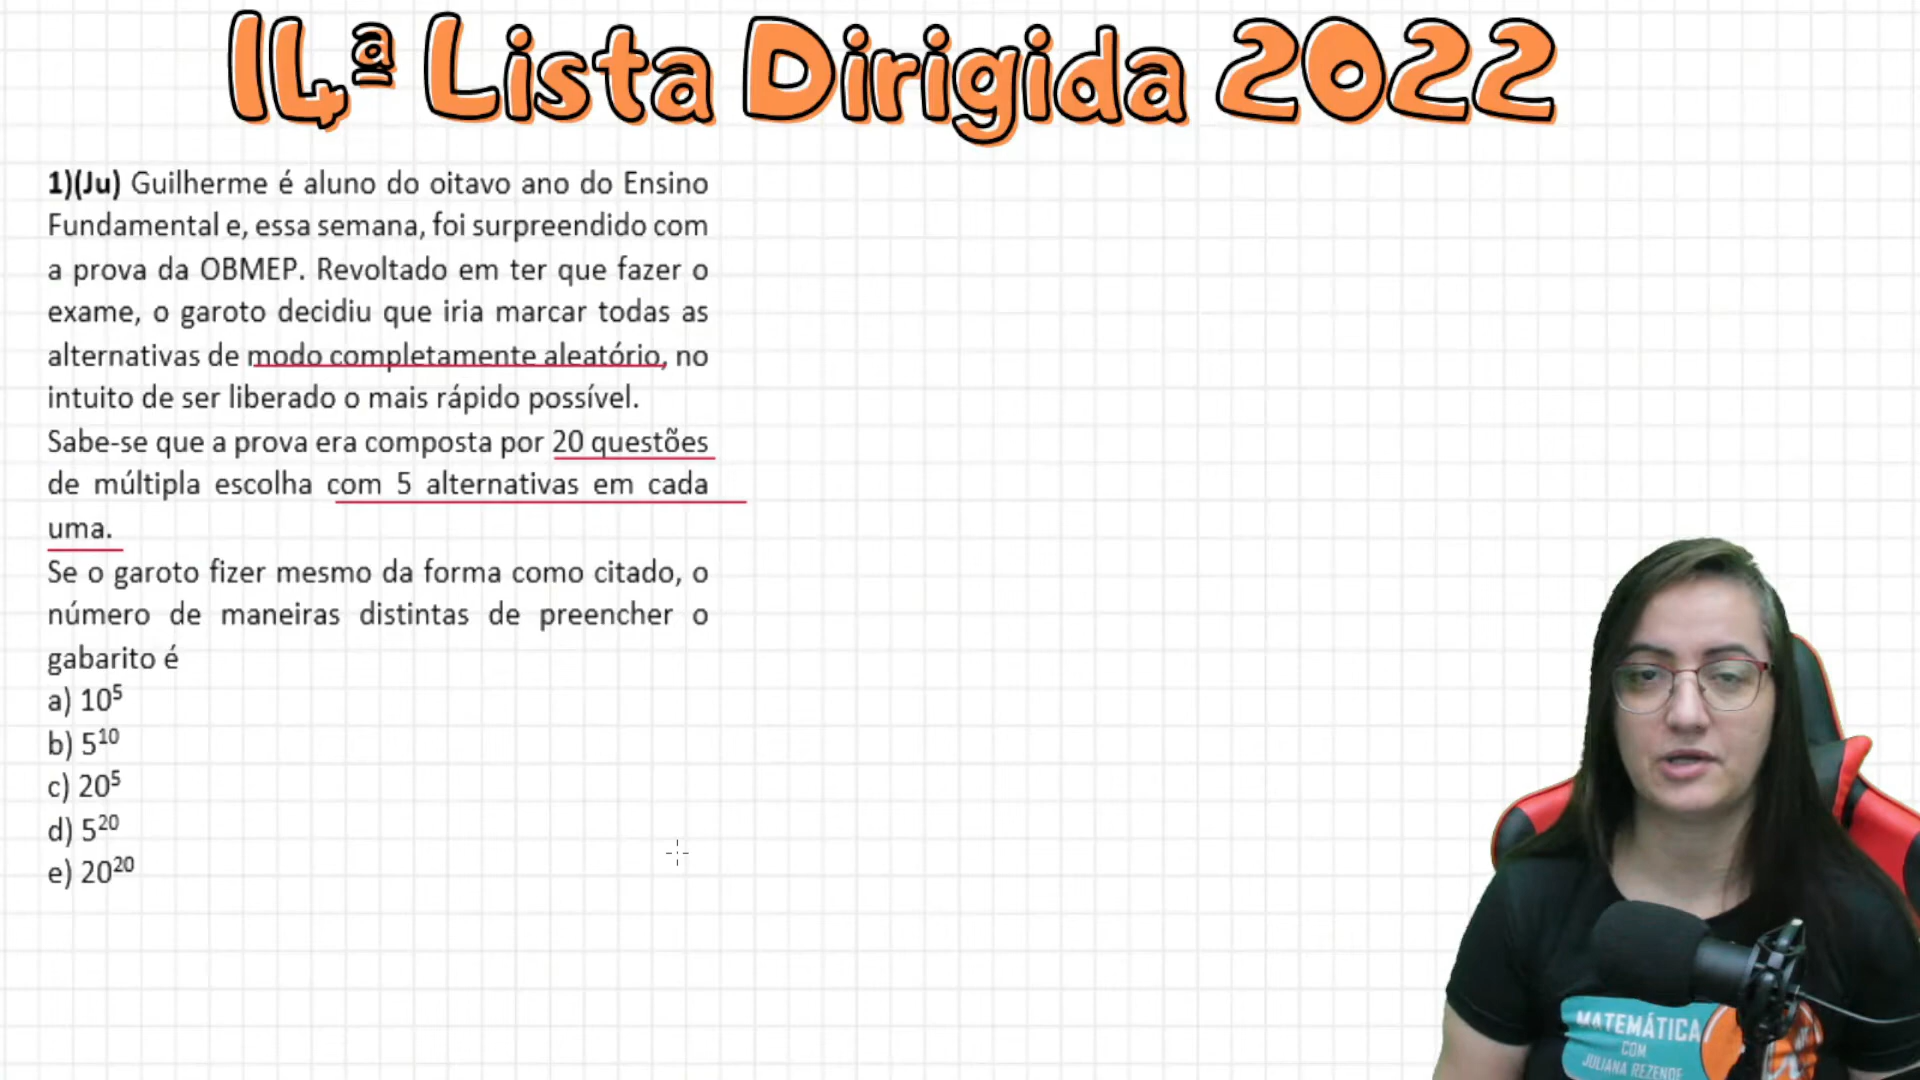 14ª Lista Dirigida 2022
1)(Ju) Guilherme é aluno do oitavo ano do Ensino
Fundamental e, essa semana, foi surpreendido com
a prova da OBMEP. Revoltado em ter que fazer o
exame, o garoto decidiu que iria marcar todas as
alternativas de modo completamente aleatório, no
intuito de ser liberado o mais rápido possível.
Sabe-se que a prova era composta por 20 questões
de múltipla escolha com 5 alternativas em cada
uma.
Se o garoto fizer mesmo da forma como citado, o
número de maneiras distintas de preencher o
gabarito é
a) 10⁵
b) 5¹⁰
c) 20⁵
d) 5²⁰
e) 20²⁰
MATEMÁTICA
COM
JULIANA REZENDE